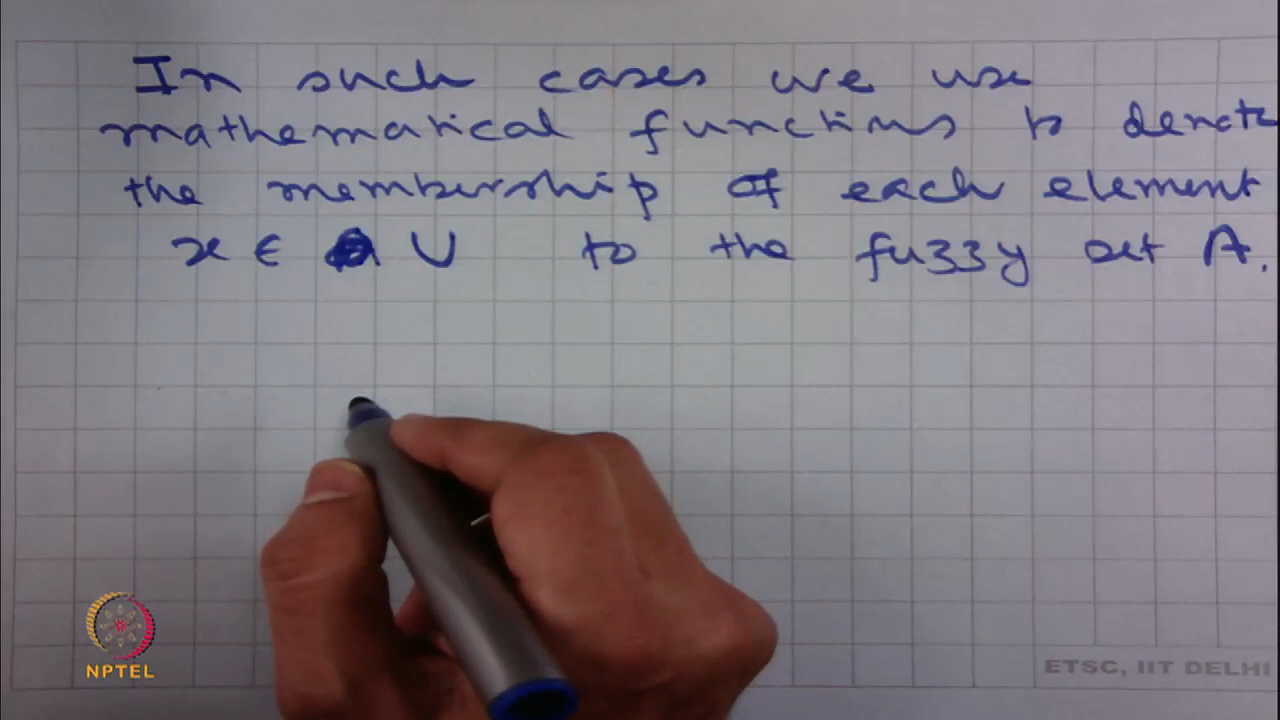 In such cases we use
mathematical functions to denote
the membership of each element
x ∈ U to the fuzzy set A.
NPTEL
ETSC, IIT DELHI